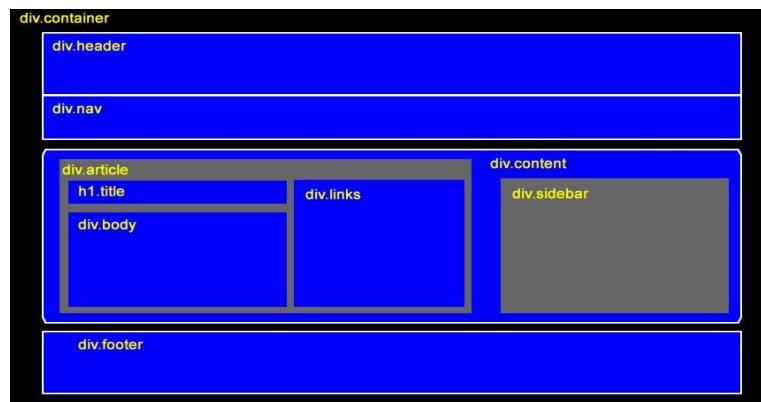 div.container
div.header
div.nav
div.content
div.article
h1.title
div.links
div.sidebar
div.body
div.footer